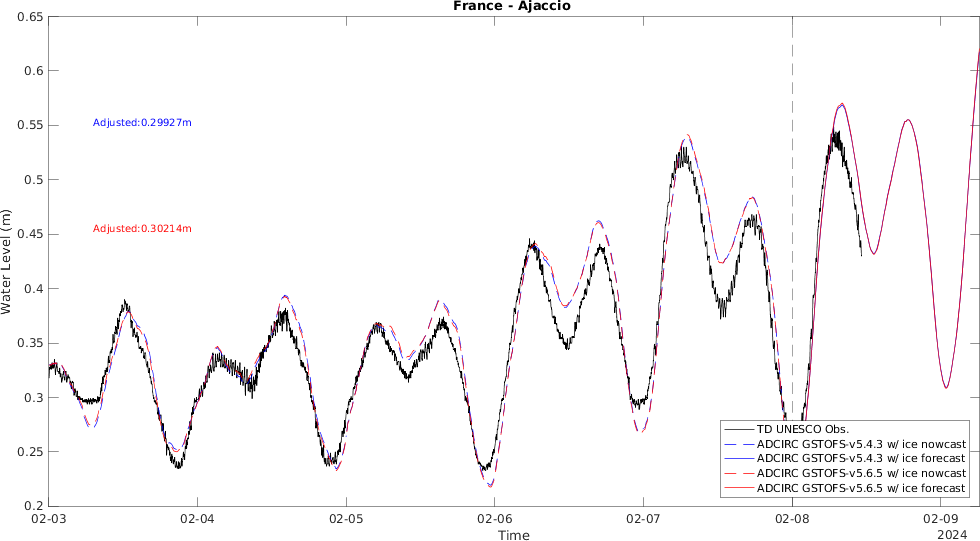 France - Ajaccio
0.65
0.6
0.55
0.5
0.45
0.4
0.35
0.3
0.25
0.2
Water Level (m)
Adjusted:0.29927m
Adjusted:0.30214m
TD UNESCO Obs.
ADCIRC GSTOFS-v5.4.3 w/ ice nowcast
ADCIRC GSTOFS-v5.4.3 w/ ice forecast
ADCIRC GSTOFS-v5.6.5 w/ ice nowcast
ADCIRC GSTOFS-v5.6.5 w/ ice forecast
02-03 02-04 02-05 02-06 02-07 02-08 02-09
2024
Time